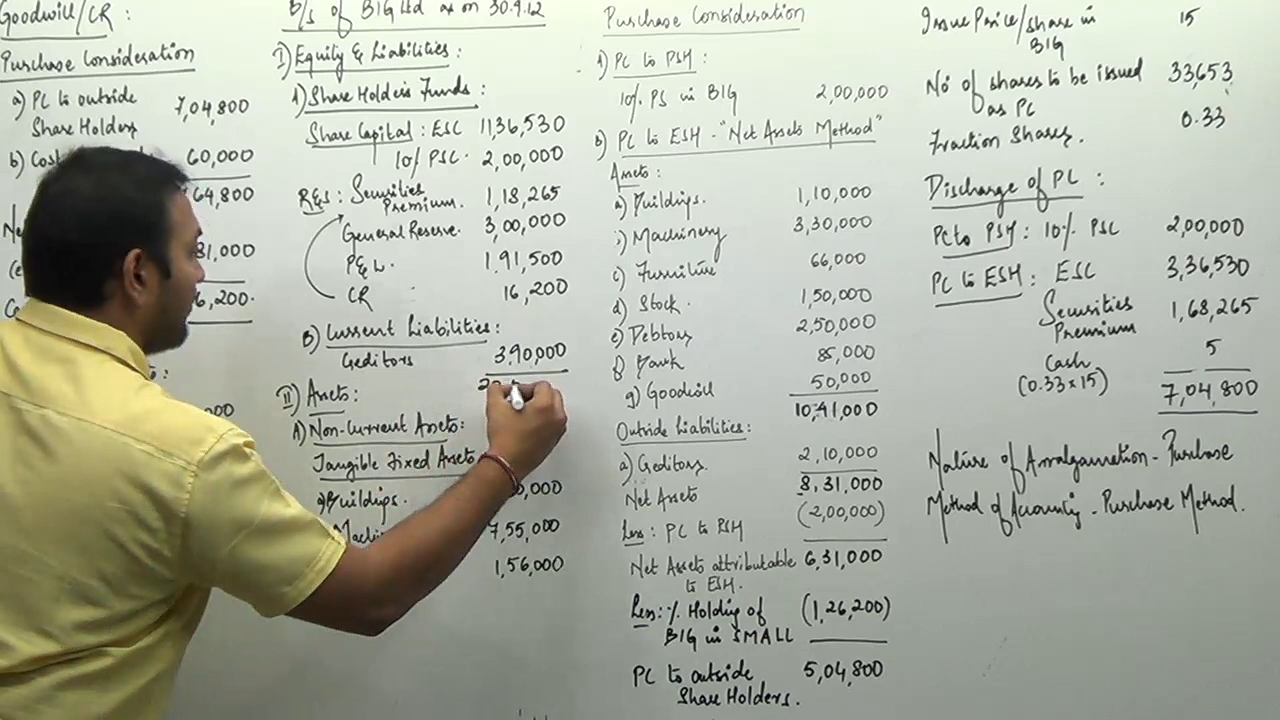 Goodwill/CR:
Purchase Consideration
a) PC to outside
Share Holders 7,04,800
b) Cost 60,000
64,800
81,000
6,200.
B/s of BIG Ltd as on 30.9.12
I) Equity & Liabilities:
A) Share Holders Funds:
Share Capital: ESC 11,36,530
10% PSC. 2,00,000
R&S: Securities
Premium. 1,18,265
General Reserve. 3,00,000
P&L. 1,91,500
CR 16,200
B) Current Liabilities:
Creditors 3,90,000
II) Assets:
A) Non-Current Assets:
Tangible Fixed Assets
a) Buildings.
7,55,000
1,56,000
Purchase Consideration
1) PC to PSH:
10% PS in BIG 2,00,000
B) PC to ESH - "Net Assets Method"
Assets:
a) Buildings. 1,10,000
i) Machinery 3,30,000
c) Furniture 66,000
d) Stock. 1,50,000
e) Debtors 2,50,000
f) Bank 85,000
g) Goodwill 50,000
10,41,000
Outside Liabilities:
a) Creditors. 2,10,000
Net Assets 8,31,000
Less: PC to PSH (2,00,000)
Net Assets attributable 6,31,000
to ESH.
Less: % Holding of (1,26,200)
BIG in SMALL
PC to outside 5,04,800
Share Holders.
Issue Price/share in 15
BIG
No of shares to be issued 33,653
as PC
Fraction Shares. 0.33
Discharge of PC:
PC to PSH: 10% PSC 2,00,000
PC to ESH: ESC 3,36,530
Securities 1,68,265
Premium
Cash 5
(0.33x15) 7,04,800
Nature of Amalgamation - Purchase
Method of Accounting - Purchase Method.